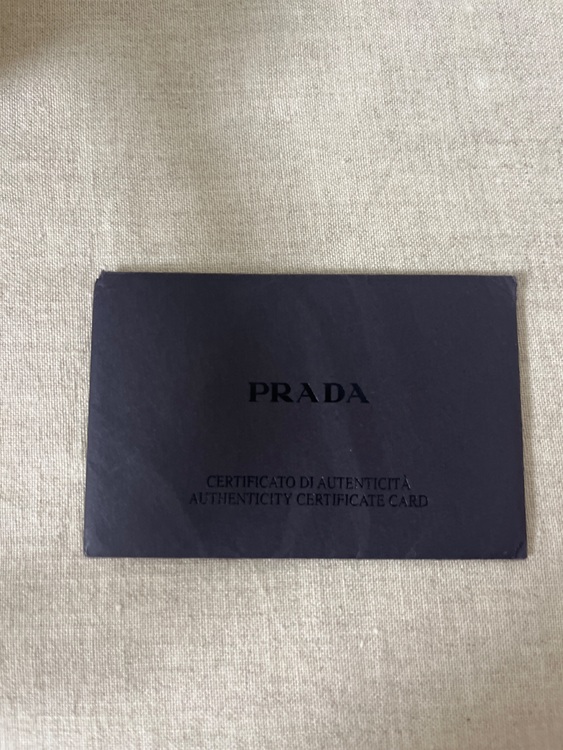 PRADA
CERTIFICATO DI AUTENTICITÀ
AUTHENTICITY CERTIFICATE CARD